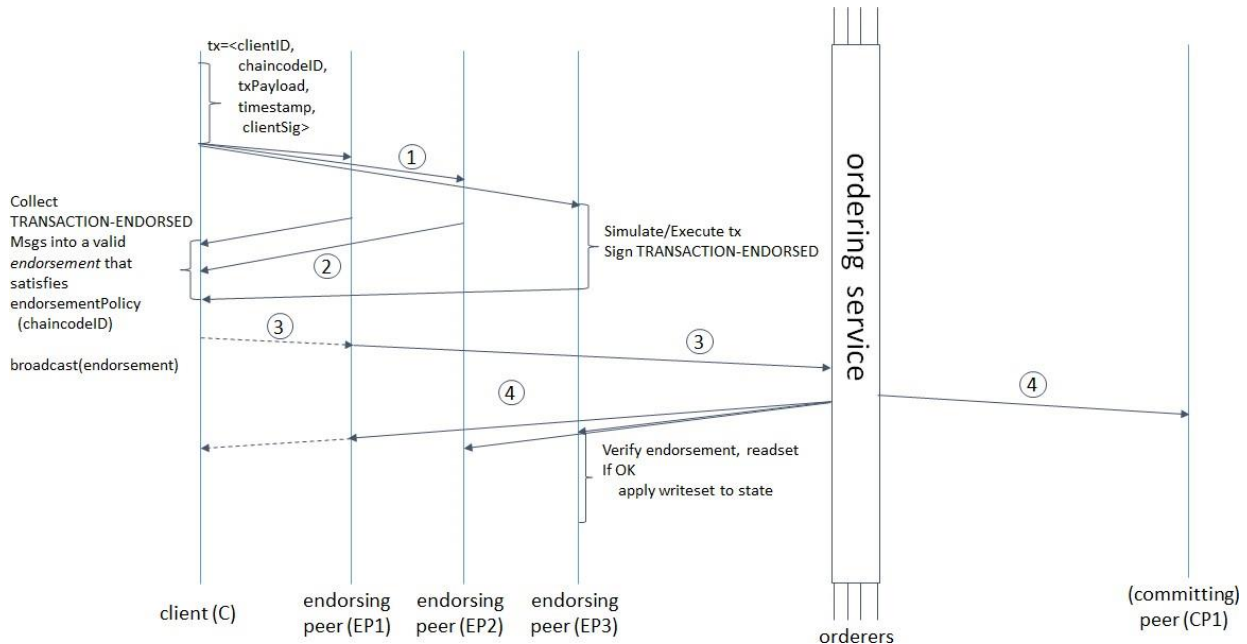 tx=<clientID,
chaincodeID,
txPayload,
timestamp,
clientSig>
1
Collect
TRANSACTION-ENDORSED
Msgs into a valid
endorsement that
satisfies
endorsementPolicy
(chaincodeID)
Simulate/Execute tx
Sign TRANSACTION-ENDORSED
2
3
3
broadcast(endorsement)
ordering service
4
4
Verify endorsement, readset
If OK
apply writeset to state
client (C)
endorsing
peer (EP1)
endorsing
peer (EP2)
endorsing
peer (EP3)
orderers
(committing)
peer (CP1)